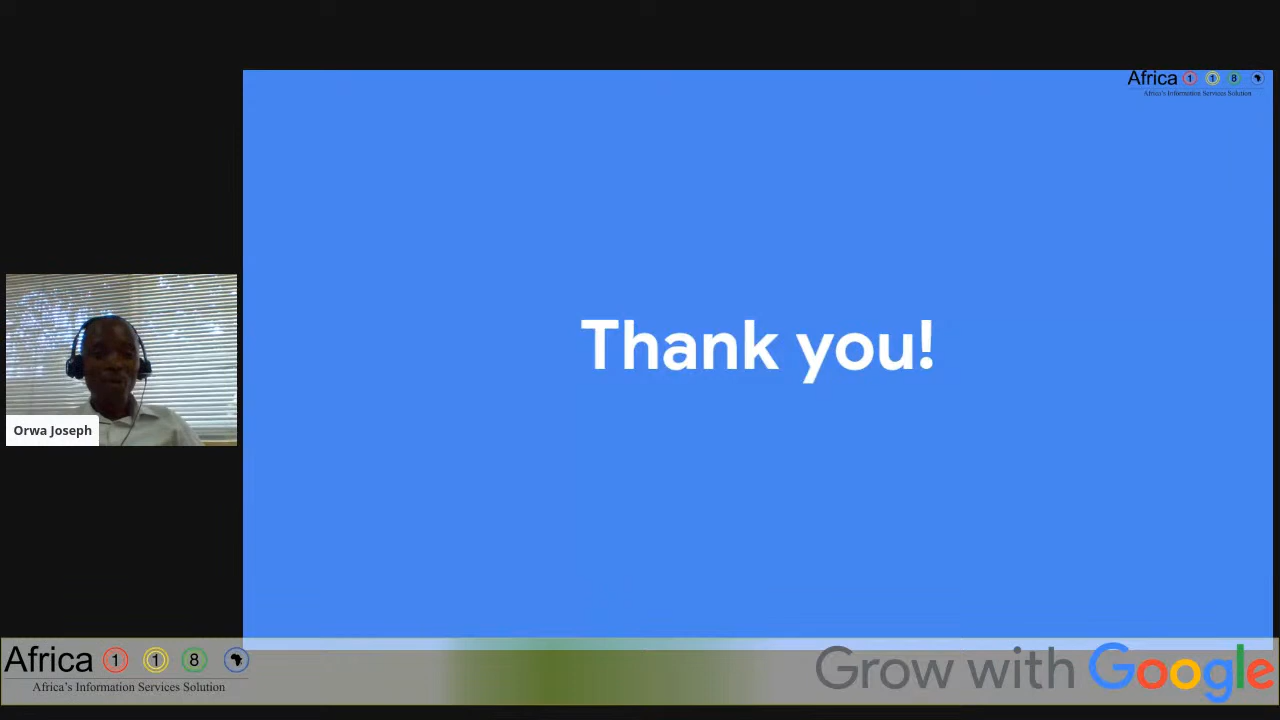 Africa 1 1 8
Africa's Information Services Solution
Thank you!
Orwa Joseph
Africa 1 1 8
Africa's Information Services Solution
Grow with Google